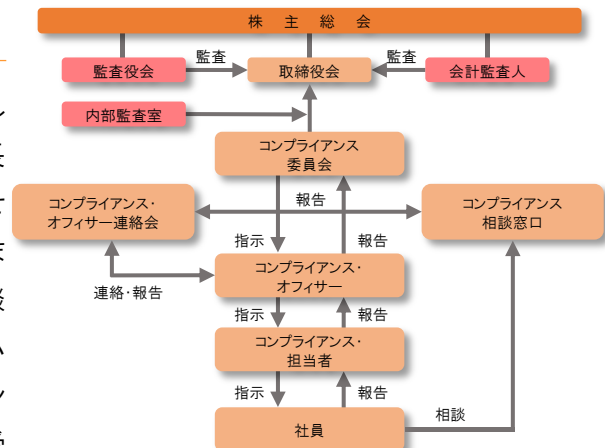 株主総会
監査
監査
監査役会
取締役会
会計監査人
内部監査室
コンプライアンス
委員会
コンプライアンス・
オフィサー連絡会
報告
コンプライアンス
相談窓口
指示
報告
コンプライアンス・
オフィサー
連絡・報告
指示
報告
コンプライアンス・
担当者
指示
報告
相談
社員